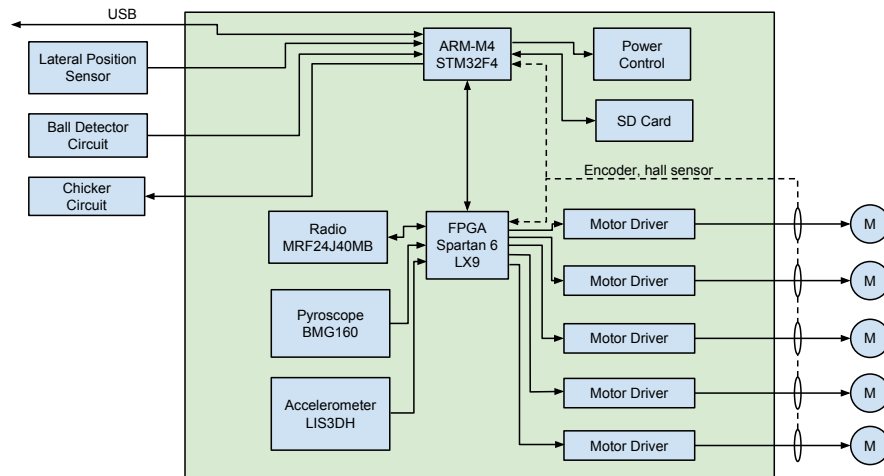 USB
Lateral Position
Sensor
ARM-M4
STM32F4
Power
Control
Ball Detector
Circuit
SD Card
Chicker
Circuit
Encoder, hall sensor
Radio
MRF24J40MB
FPGA
Spartan 6
LX9
Motor Driver
M
Motor Driver
M
Pyroscope
BMG160
Motor Driver
M
Accelerometer
LIS3DH
Motor Driver
M
Motor Driver
M